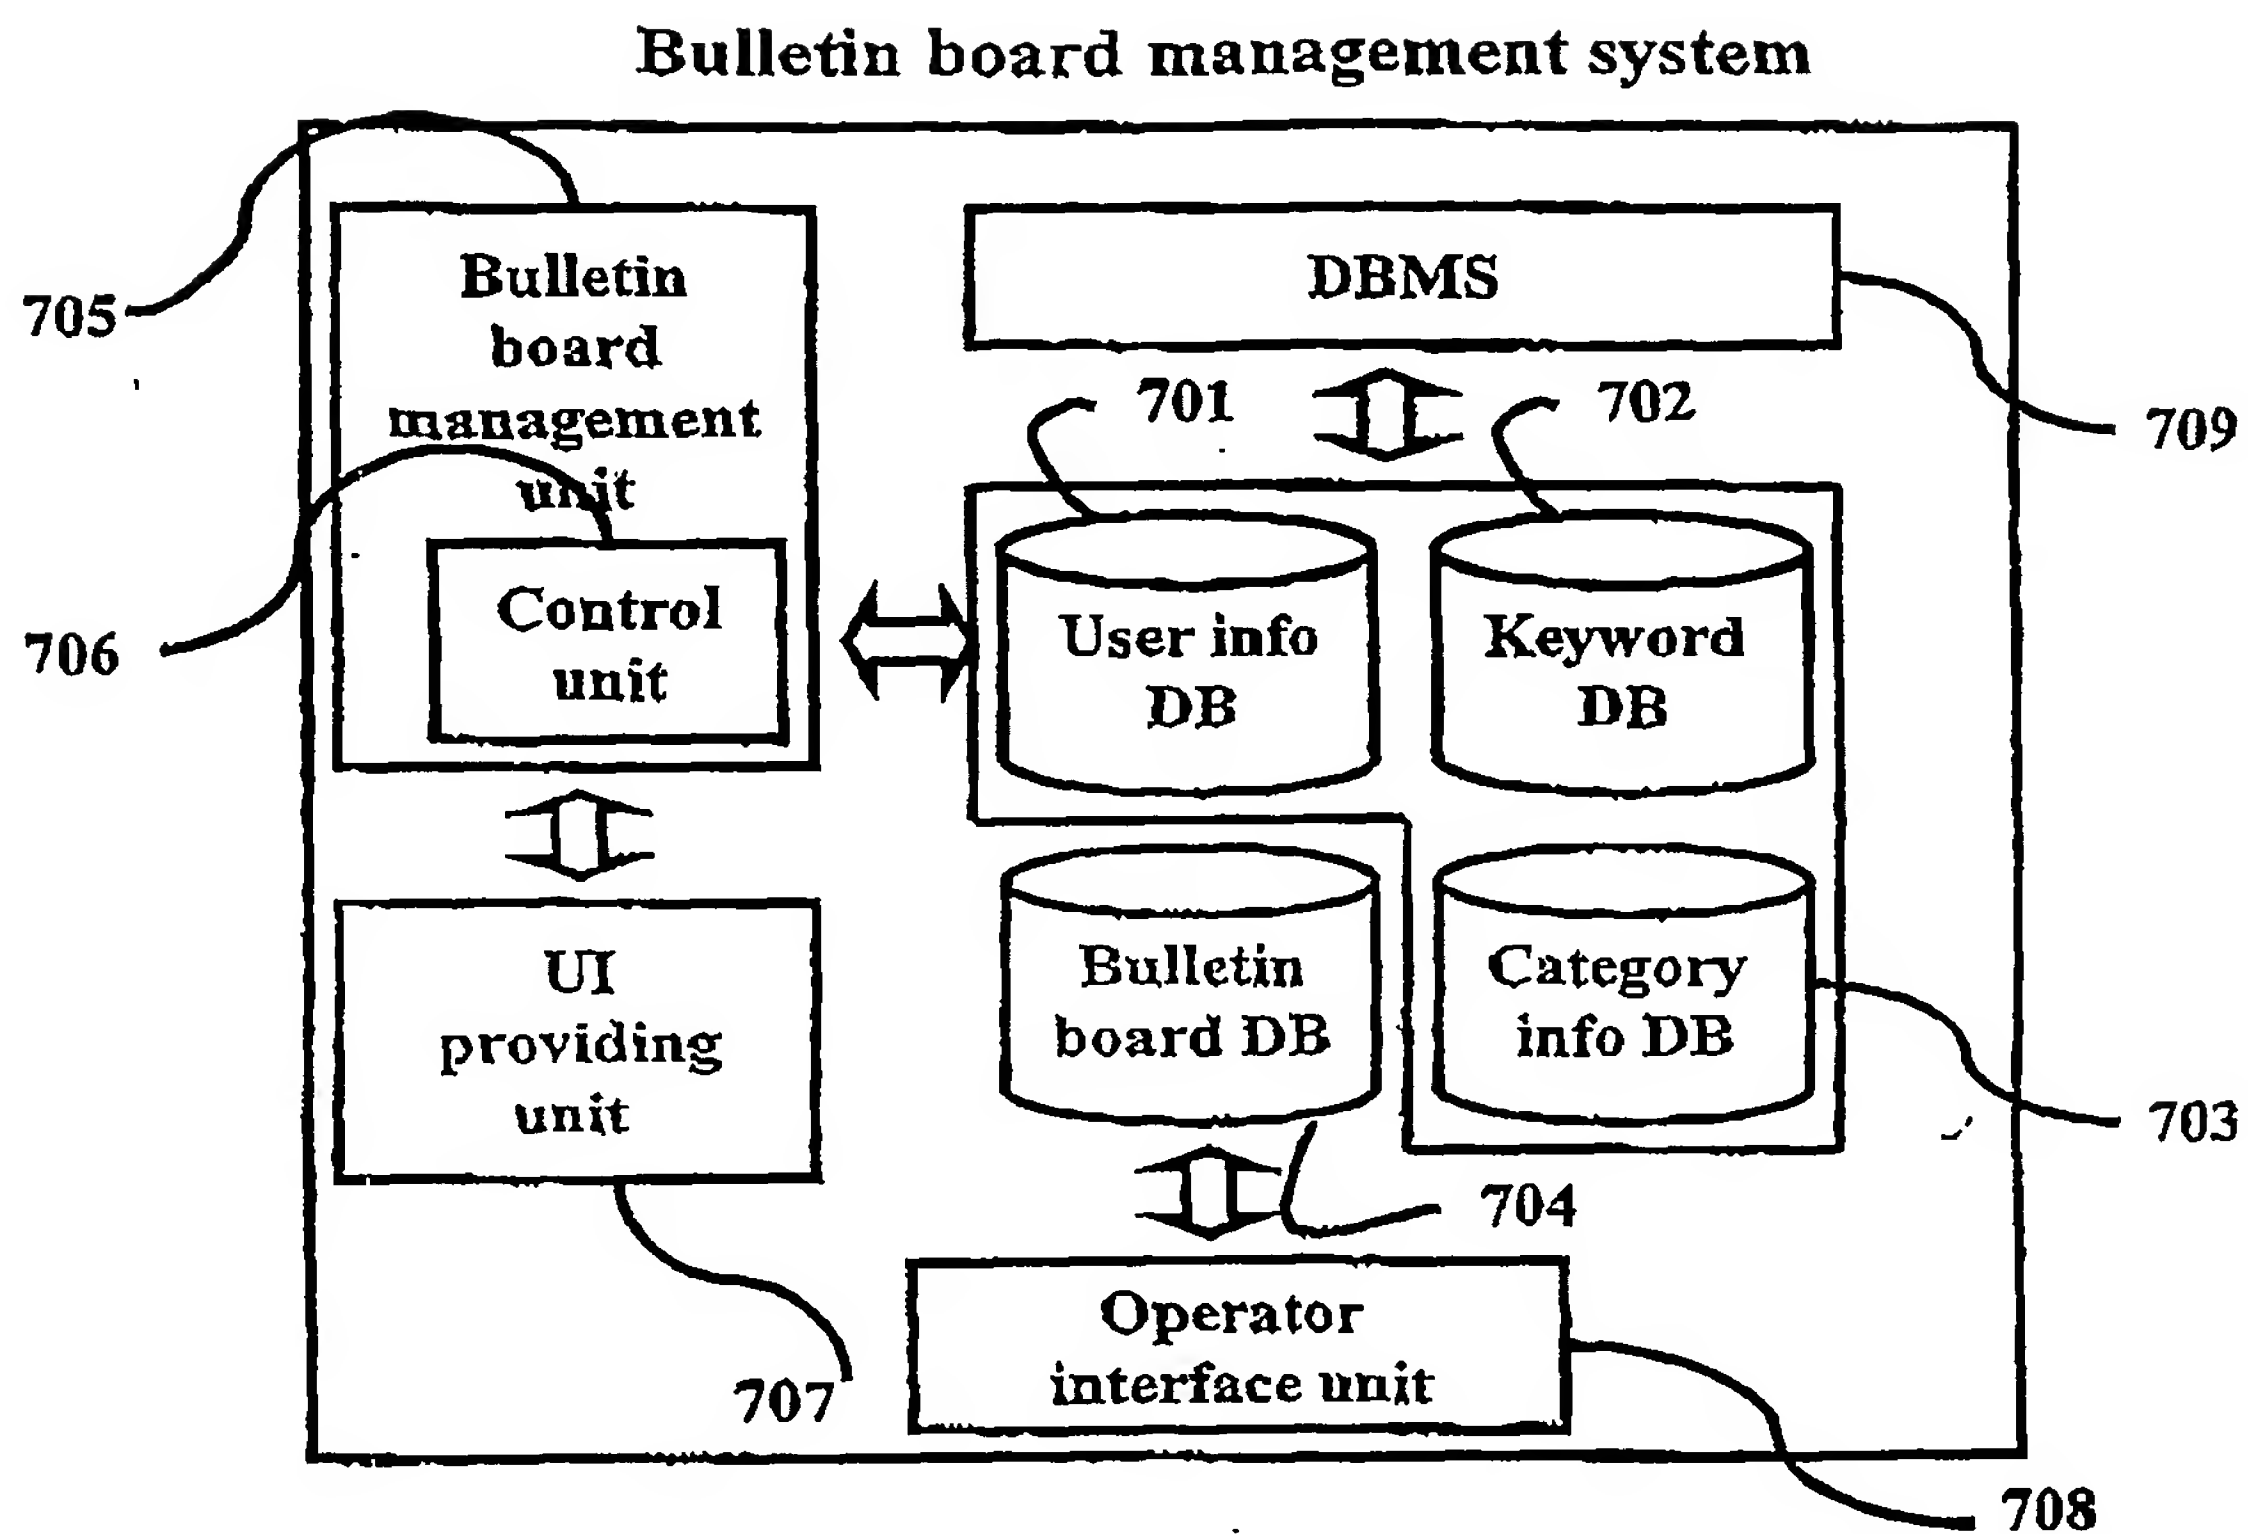 Bulletin board management system
705
Bulletin
board
management
unit
706
Control
unit
DBMS
709
701
702
User info
DB
Keyword
DB
Bulletin
board DB
Category
info DB
703
704
UI
providing
unit
707
Operator
interface unit
708